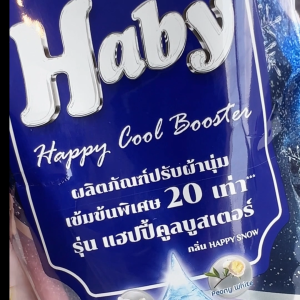 Haby
Happy Cool Booster
ผลิตภัณฑ์ปรับผ้านุ่ม
เข้มข้นพิเศษ 20 เท่า***
รุ่น แฮปปี้คูลบูสเตอร์
กลิ่น HAPPY SNOW
Peony white